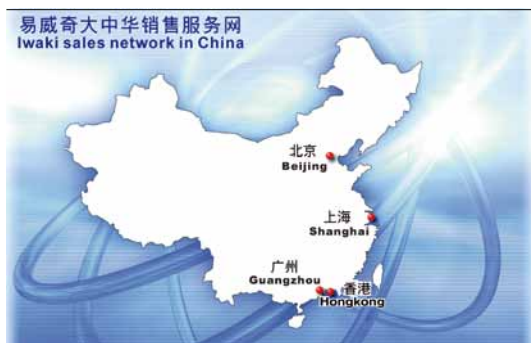 易威奇大中华销售服务网
Iwaki sales network in China
北京
Beijing
上海
Shanghai
广州
Guangzhou
香港
Hongkong